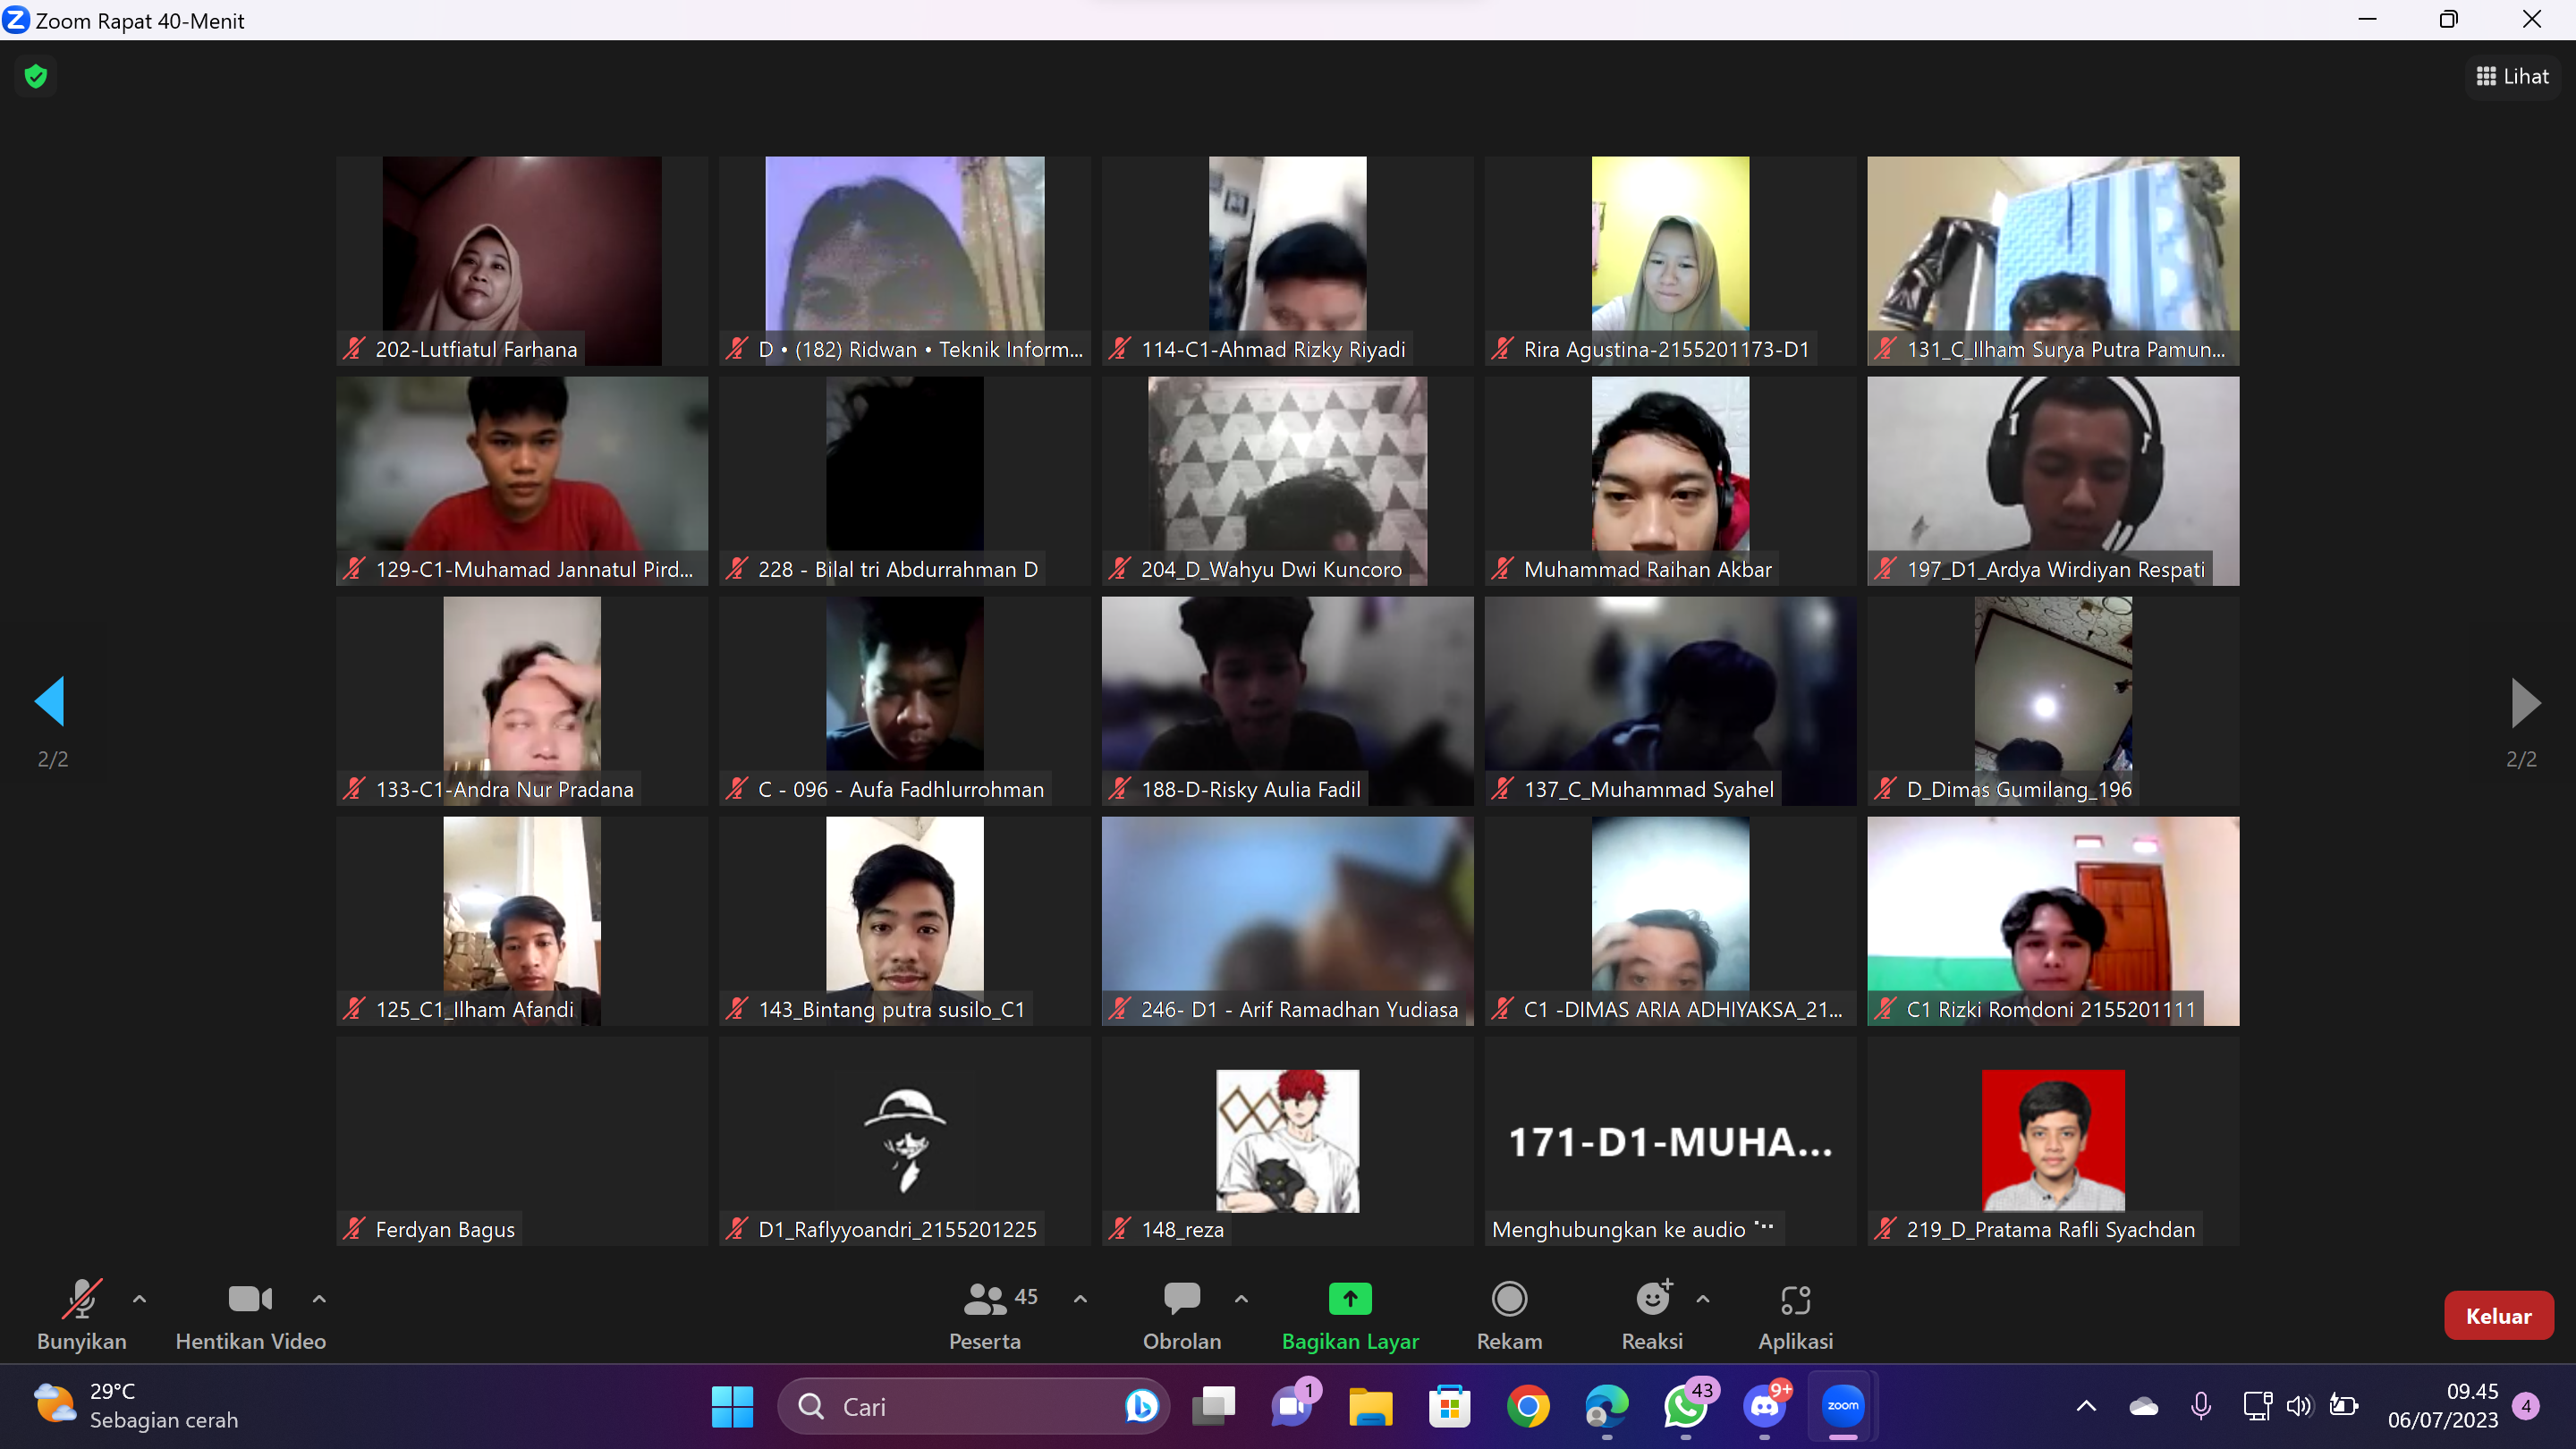 Zoom Rapat 40-Menit
Lihat
202-Lutfiatul Farhana
D • (182) Ridwan • Teknik Inform...
114-C1-Ahmad Rizky Riyadi
Rira Agustina-2155201173-D1
131_C_Ilham Surya Putra Pamun...
129-C1-Muhamad Jannatul Pird...
228 - Bilal tri Abdurrahman D
204_D_Wahyu Dwi Kuncoro
Muhammad Raihan Akbar
197_D1_Ardya Wirdiyan Respati
133-C1-Andra Nur Pradana
C - 096 - Aufa Fadhlurrohman
188-D-Risky Aulia Fadil
137_C_Muhammad Syahel
D_Dimas Gumilang_196
2/2
2/2
125_C1_Ilham Afandi
143_Bintang putra susilo_C1
246- D1 - Arif Ramadhan Yudiasa
C1 -DIMAS ARIA ADHIYAKSA_21...
C1 Rizki Romdoni 2155201111
171-D1-MUHA...
Ferdyan Bagus
D1_Raflyyoandri_2155201225
148_reza
Menghubungkan ke audio ...
219_D_Pratama Rafli Syachdan
45
Bunyikan
Hentikan Video
Peserta
Obrolan
Bagikan Layar
Rekam
Reaksi
Aplikasi
Keluar
29°C
Sebagian cerah
Cari
1
43
9+
zoom
09.45
06/07/2023
4